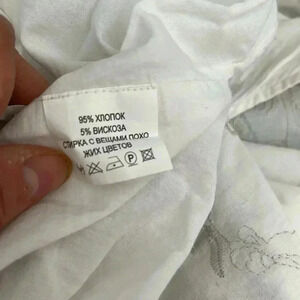 95% ХЛОПОК
5% ВИСКОЗА
СТИРКА С ВЕЩАМИ ПОХО
ЖИХ ЦВЕТОВ